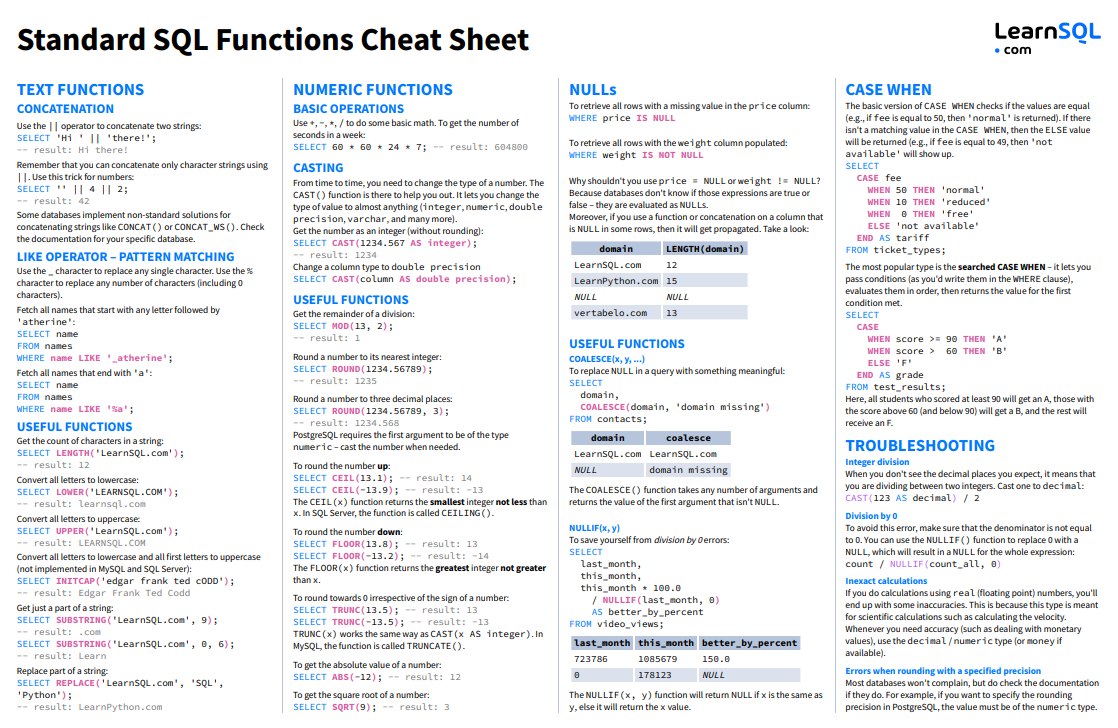 Standard SQL Functions Cheat Sheet
LearnSQL
• com
TEXT FUNCTIONS
CONCATENATION
Use the || operator to concatenate two strings:
SELECT 'Hi ' || 'there!';
-- result: Hi there!
Remember that you can concatenate only character strings using
||. Use this trick for numbers:
SELECT '' || 4 || 2;
-- result: 42
Some databases implement non-standard solutions for
concatenating strings like CONCAT() or CONCAT_WS(). Check
the documentation for your specific database.
LIKE OPERATOR – PATTERN MATCHING
Use the _ character to replace any single character. Use the %
character to replace any number of characters (including 0
characters).
Fetch all names that start with any letter followed by
'atherine':
SELECT name
FROM names
WHERE name LIKE '_atherine';
Fetch all names that end with 'a':
SELECT name
FROM names
WHERE name LIKE '%a';
USEFUL FUNCTIONS
Get the count of characters in a string:
SELECT LENGTH('LearnSQL.com');
-- result: 12
Convert all letters to lowercase:
SELECT LOWER('LEARNSQL.COM');
-- result: learnsql.com
Convert all letters to uppercase:
SELECT UPPER('LearnSQL.com');
-- result: LEARNSQL.COM
Convert all letters to lowercase and all first letters to uppercase
(not implemented in MySQL and SQL Server):
SELECT INITCAP('edgar frank ted cODD');
-- result: Edgar Frank Ted Codd
Get just a part of a string:
SELECT SUBSTRING('LearnSQL.com', 9);
-- result: .com
SELECT SUBSTRING('LearnSQL.com', 0, 6);
-- result: Learn
Replace part of a string:
SELECT REPLACE('LearnSQL.com', 'SQL',
'Python');
-- result: LearnPython.com
NUMERIC FUNCTIONS
BASIC OPERATIONS
Use +, -, *, / to do some basic math. To get the number of
seconds in a week:
SELECT 60 * 60 * 24 * 7; -- result: 604800
CASTING
From time to time, you need to change the type of a number. The
CAST() function is there to help you out. It lets you change the
type of value to almost anything (integer, numeric, double
precision, varchar, and many more).
Get the number as an integer (without rounding):
SELECT CAST(1234.567 AS integer);
-- result: 1234
Change a column type to double precision
SELECT CAST(column AS double precision);
USEFUL FUNCTIONS
Get the remainder of a division:
SELECT MOD(13, 2);
-- result: 1
Round a number to its nearest integer:
SELECT ROUND(1234.56789);
-- result: 1235
Round a number to three decimal places:
SELECT ROUND(1234.56789, 3);
-- result: 1234.568
PostgreSQL requires the first argument to be of the type
numeric – cast the number when needed.
To round the number up:
SELECT CEIL(13.1); -- result: 14
SELECT CEIL(-13.9); -- result: -13
The CEIL(x) function returns the smallest integer not less than
x. In SQL Server, the function is called CEILING().
To round the number down:
SELECT FLOOR(13.8); -- result: 13
SELECT FLOOR(-13.2); -- result: -14
The FLOOR(x) function returns the greatest integer not greater
than x.
To round towards 0 irrespective of the sign of a number:
SELECT TRUNC(13.5); -- result: 13
SELECT TRUNC(-13.5); -- result: -13
TRUNC(x) works the same way as CAST(x AS integer). In
MySQL, the function is called TRUNCATE().
To get the absolute value of a number:
SELECT ABS(-12); -- result: 12
To get the square root of a number:
SELECT SQRT(9); -- result: 3
NULLs
To retrieve all rows with a missing value in the price column:
WHERE price IS NULL
To retrieve all rows with the weight column populated:
WHERE weight IS NOT NULL
Why shouldn't you use price = NULL or weight != NULL?
Because databases don't know if those expressions are true or
false – they are evaluated as NULLs.
Moreover, if you use a function or concatenation on a column that
is NULL in some rows, then it will get propagated. Take a look:
domain LENGTH(domain)
LearnSQL.com 12
LearnPython.com 15
NULL NULL
vertabelo.com 13
USEFUL FUNCTIONS
COALESCE(x, y, ...)
To replace NULL in a query with something meaningful:
SELECT
domain,
COALESCE(domain, 'domain missing')
FROM contacts;
domain coalesce
LearnSQL.com LearnSQL.com
NULL domain missing
The COALESCE() function takes any number of arguments and
returns the value of the first argument that isn't NULL.
NULLIF(x, y)
To save yourself from division by 0 errors:
SELECT
last_month,
this_month,
this_month * 100.0
/ NULLIF(last_month, 0)
AS better_by_percent
FROM video_views;
last_month this_month better_by_percent
723786 1085679 150.0
0 178123 NULL
The NULLIF(x, y) function will return NULL if x is the same as
y, else it will return the x value.
CASE WHEN
The basic version of CASE WHEN checks if the values are equal
(e.g., if fee is equal to 50, then 'normal' is returned). If there
isn't a matching value in the CASE WHEN, then the ELSE value
will be returned (e.g., if fee is equal to 49, then 'not
available' will show up.
SELECT
CASE fee
WHEN 50 THEN 'normal'
WHEN 10 THEN 'reduced'
WHEN 0 THEN 'free'
ELSE 'not available'
END AS tariff
FROM ticket_types;
The most popular type is the searched CASE WHEN – it lets you
pass conditions (as you'd write them in the WHERE clause),
evaluates them in order, then returns the value for the first
condition met.
SELECT
CASE
WHEN score >= 90 THEN 'A'
WHEN score > 60 THEN 'B'
ELSE 'F'
END AS grade
FROM test_results;
Here, all students who scored at least 90 will get an A, those with
the score above 60 (and below 90) will get a B, and the rest will
receive an F.
TROUBLESHOOTING
Integer division
When you don't see the decimal places you expect, it means that
you are dividing between two integers. Cast one to decimal:
CAST(123 AS decimal) / 2
Division by 0
To avoid this error, make sure that the denominator is not equal
to 0. You can use the NULLIF() function to replace 0 with a
NULL, which will result in a NULL for the whole expression:
count / NULLIF(count_all, 0)
Inexact calculations
If you do calculations using real (floating point) numbers, you'll
end up with some inaccuracies. This is because this type is meant
for scientific calculations such as calculating the velocity.
Whenever you need accuracy (such as dealing with monetary
values), use the decimal / numeric type (or money if
available).
Errors when rounding with a specified precision
Most databases won't complain, but do check the documentation
if they do. For example, if you want to specify the rounding
precision in PostgreSQL, the value must be of the numeric type.